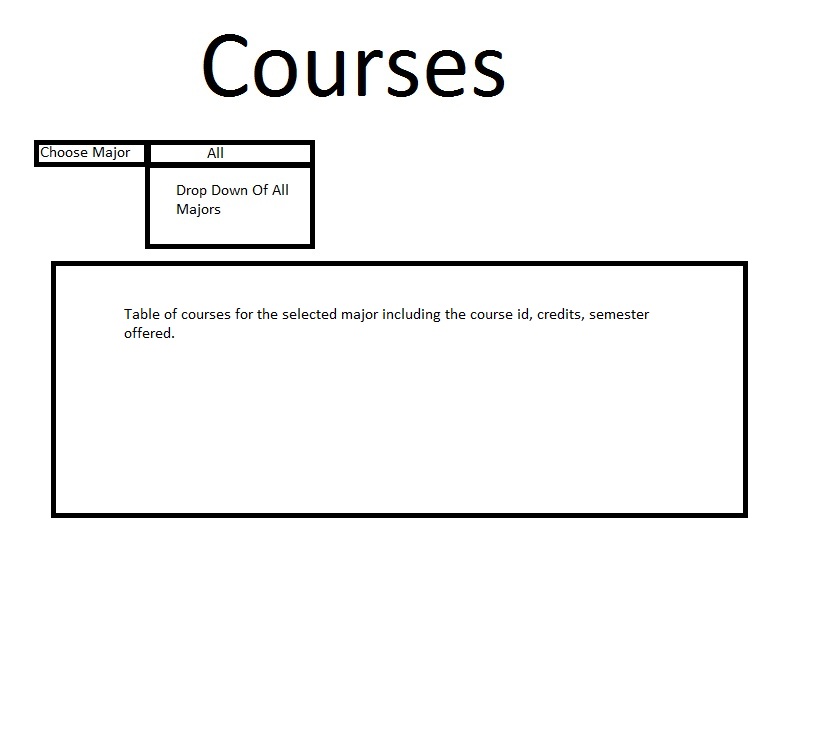 Courses
Choose Major
All
Drop Down Of All
Majors
Table of courses for the selected major including the course id, credits, semester
offered.